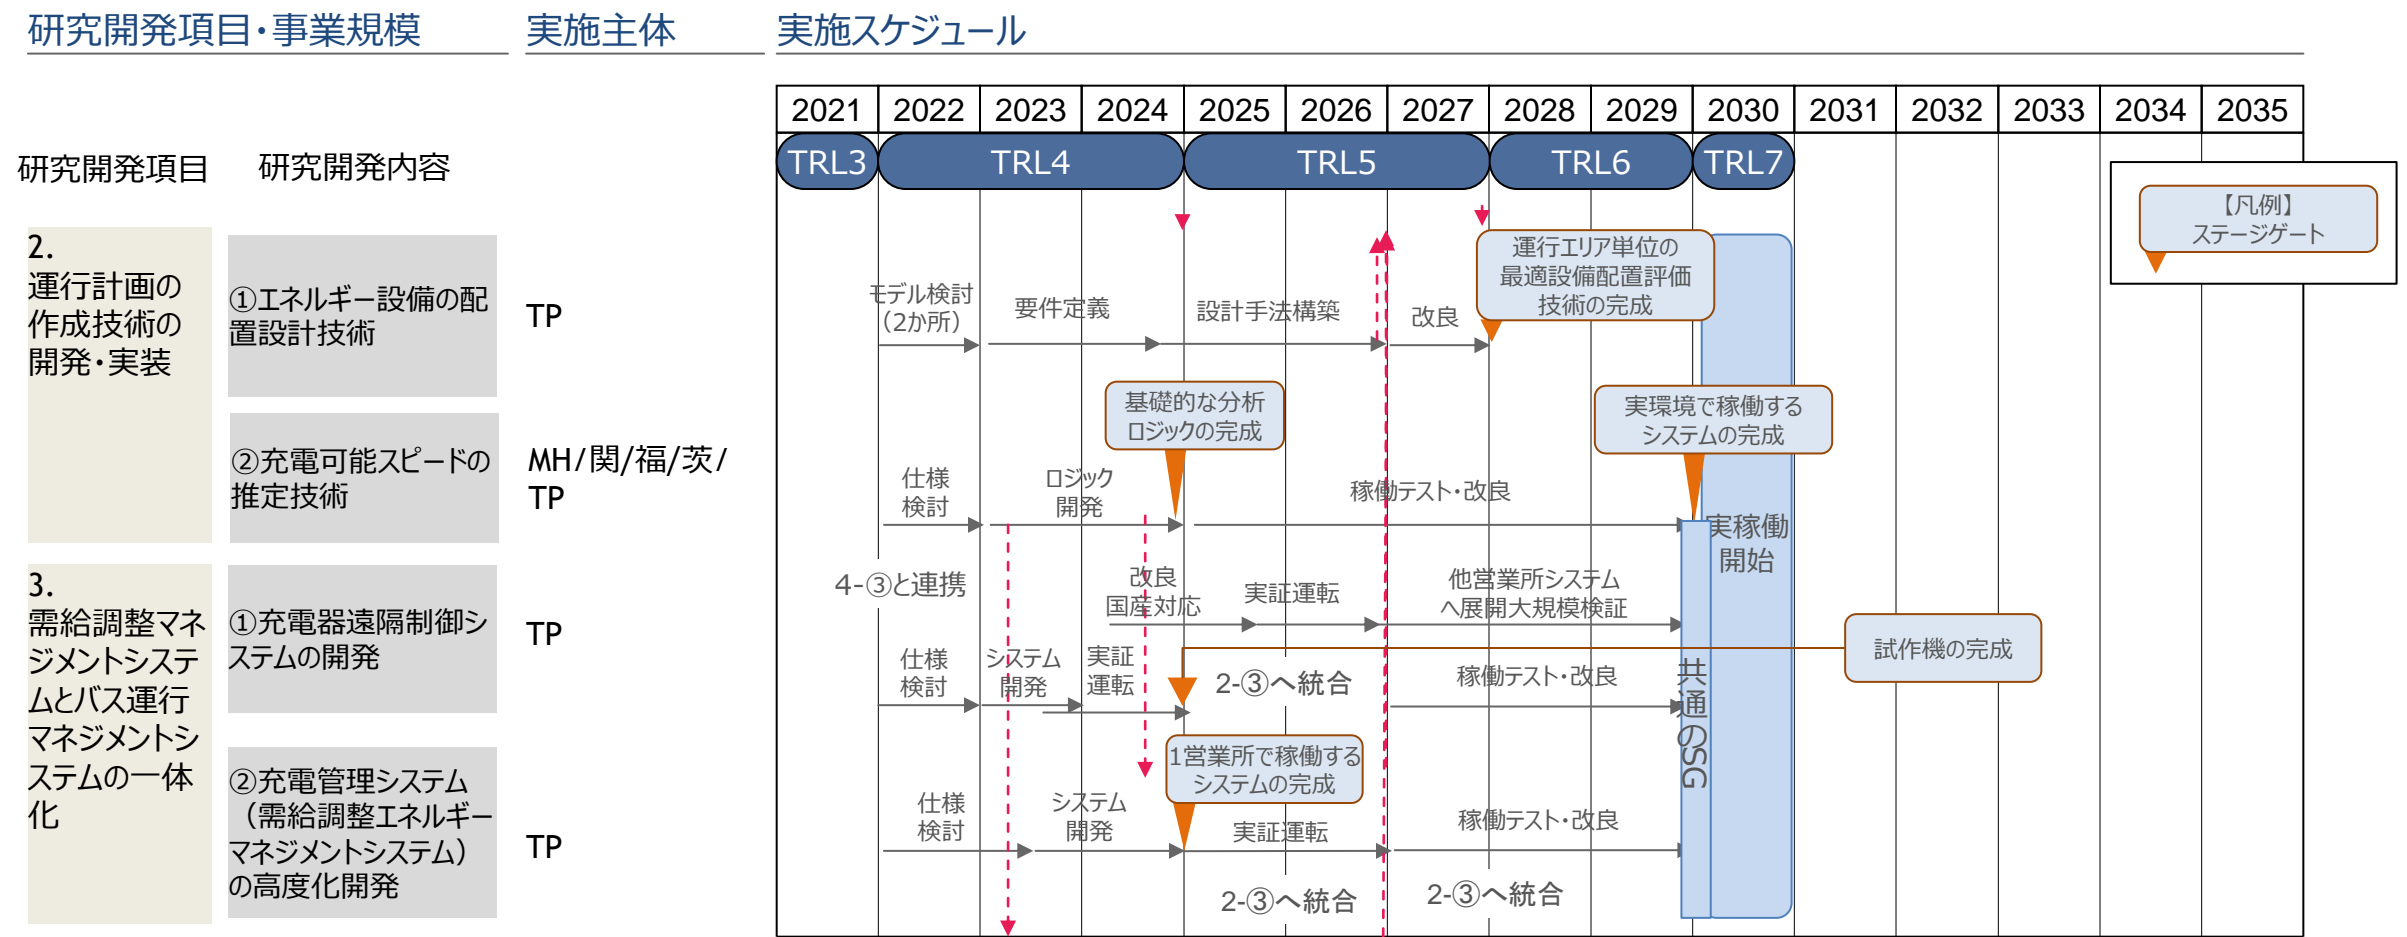 研究開発項目・事業規模
実施主体
実施スケジュール
2021 2022 2023 2024 2025 2026 2027 2028 2029 2030 2031 2032 2033 2034 2035
TRL3 TRL4 TRL5 TRL6 TRL7
研究開発項目
研究開発内容
【凡例】
ステージゲート
2.
運行計画の
作成技術の
開発・実装
①エネルギー設備の配
置設計技術
TP
モデル検討
（2か所）
要件定義
設計手法構築
改良
運行エリア単位の
最適設備配置評価
技術の完成
②充電可能スピードの
推定技術
MH/関/福/茨/
TP
仕様
検討
ロジック
開発
基礎的な分析
ロジックの完成
稼働テスト・改良
実環境で稼働する
システムの完成
実稼働
開始
3.
需給調整マネ
ジメントシステ
ムとバス運行
マネジメントシ
ステムの一体
化
①充電器遠隔制御シ
ステムの開発
TP
4-③と連携
改良
国産対応
実証運転
他営業所システム
へ展開大規模検証
仕様
検討
システム
開発
実証
運転
2-③へ統合
稼働テスト・改良
試作機の完成
共通のSG
②充電管理システム
（需給調整エネルギー
マネジメントシステム）
の高度化開発
TP
仕様
検討
システム
開発
1営業所で稼働する
システムの完成
実証運転
稼働テスト・改良
2-③へ統合
2-③へ統合